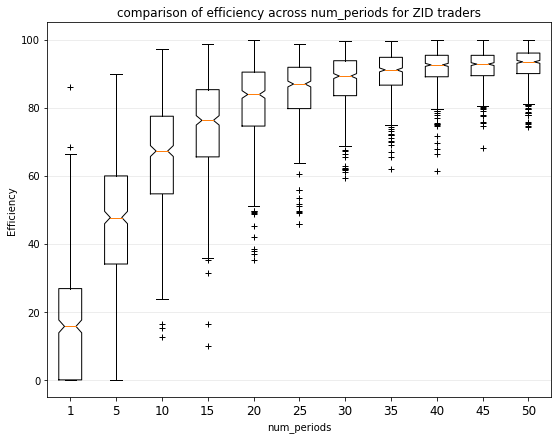 comparison of efficiency across num_periods for ZID traders
Efficiency
100
80
60
40
20
0
1 5 10 15 20 25 30 35 40 45 50
num_periods